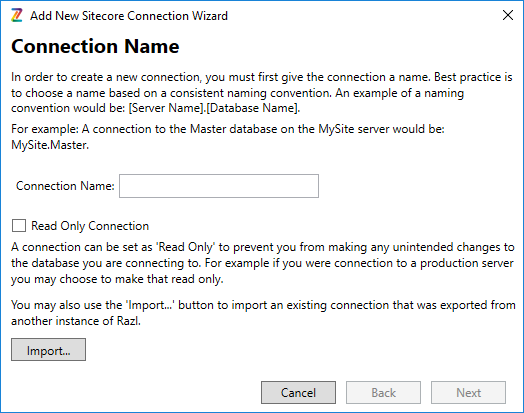 Add New Sitecore Connection Wizard
Connection Name
In order to create a new connection, you must first give the connection a name. Best practice is
to choose a name based on a consistent naming convention. An example of a naming
convention would be: [Server Name].[Database Name].
For example: A connection to the Master database on the MySite server would be:
MySite.Master.
Connection Name:
Read Only Connection
A connection can be set as 'Read Only' to prevent you from making any unintended changes to
the database you are connecting to. For example if you were connection to a production server
you may choose to make that read only.
You may also use the 'Import...' button to import an existing connection that was exported from
another instance of Razl.
Import...
Cancel Back Next